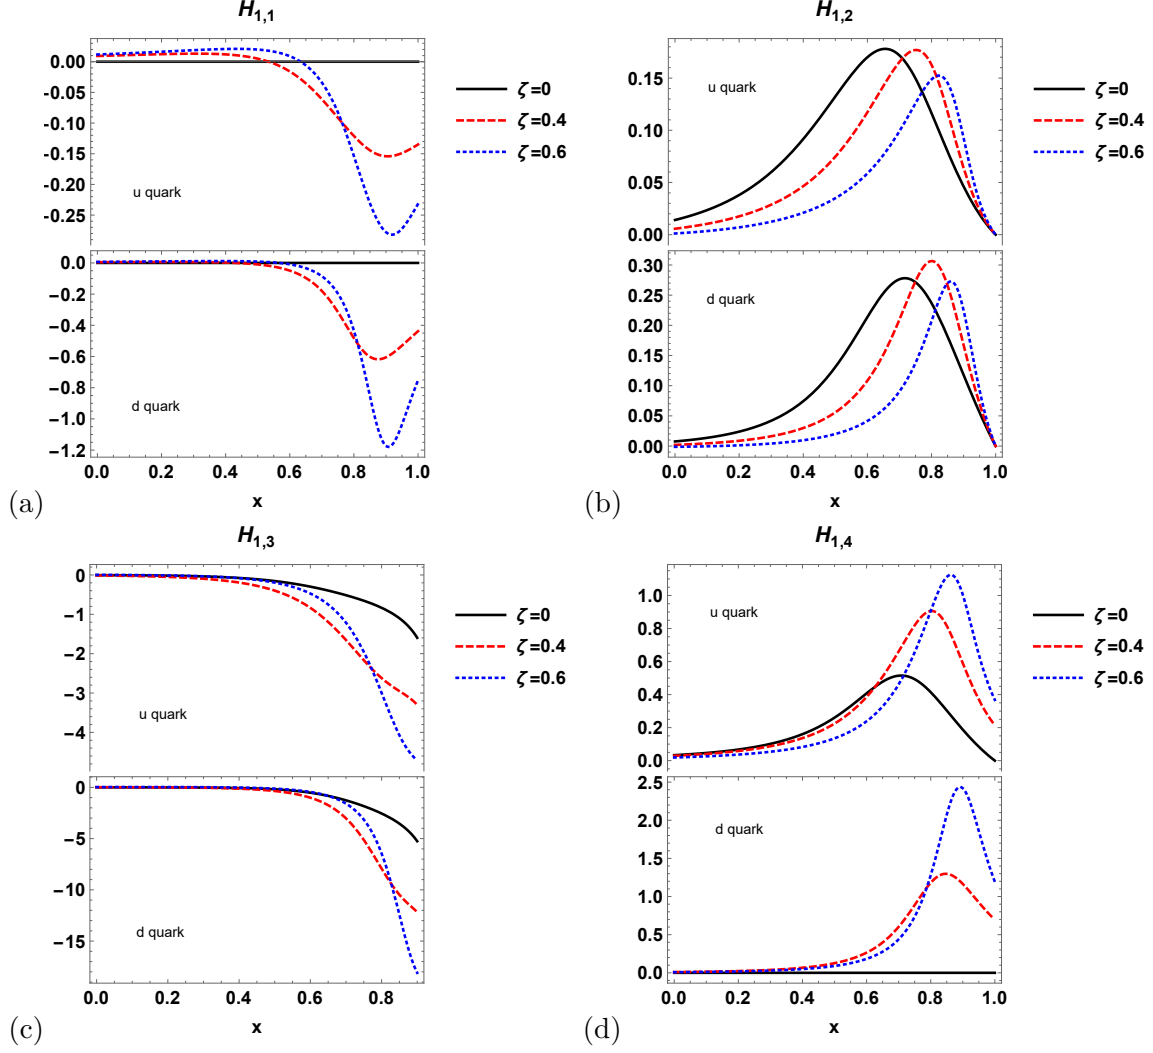 H1,1
0.00
-0.05
-0.10
-0.15
-0.20
-0.25
u quark
0.0
−0.2
−0.4
−0.6
−0.8
−1.0
−1.2
d quark
0.0 0.2 0.4 0.6 0.8 1.0
x
ζ=0
ζ=0.4
ζ=0.6
(a)
H1,2
0.15
0.10
0.05
0.00
u quark
0.30
0.25
0.20
0.15
0.10
0.05
0.00
d quark
0.0 0.2 0.4 0.6 0.8 1.0
x
ζ=0
ζ=0.4
ζ=0.6
(b)
H1,3
0
−1
−2
−3
−4
u quark
0
−5
−10
−15
d quark
0.0 0.2 0.4 0.6 0.8
x
ζ=0
ζ=0.4
ζ=0.6
(c)
H1,4
1.0
0.8
0.6
0.4
0.2
0.0
u quark
2.5
2.0
1.5
1.0
0.5
0.0
d quark
0.0 0.2 0.4 0.6 0.8 1.0
x
ζ=0
ζ=0.4
ζ=0.6
(d)